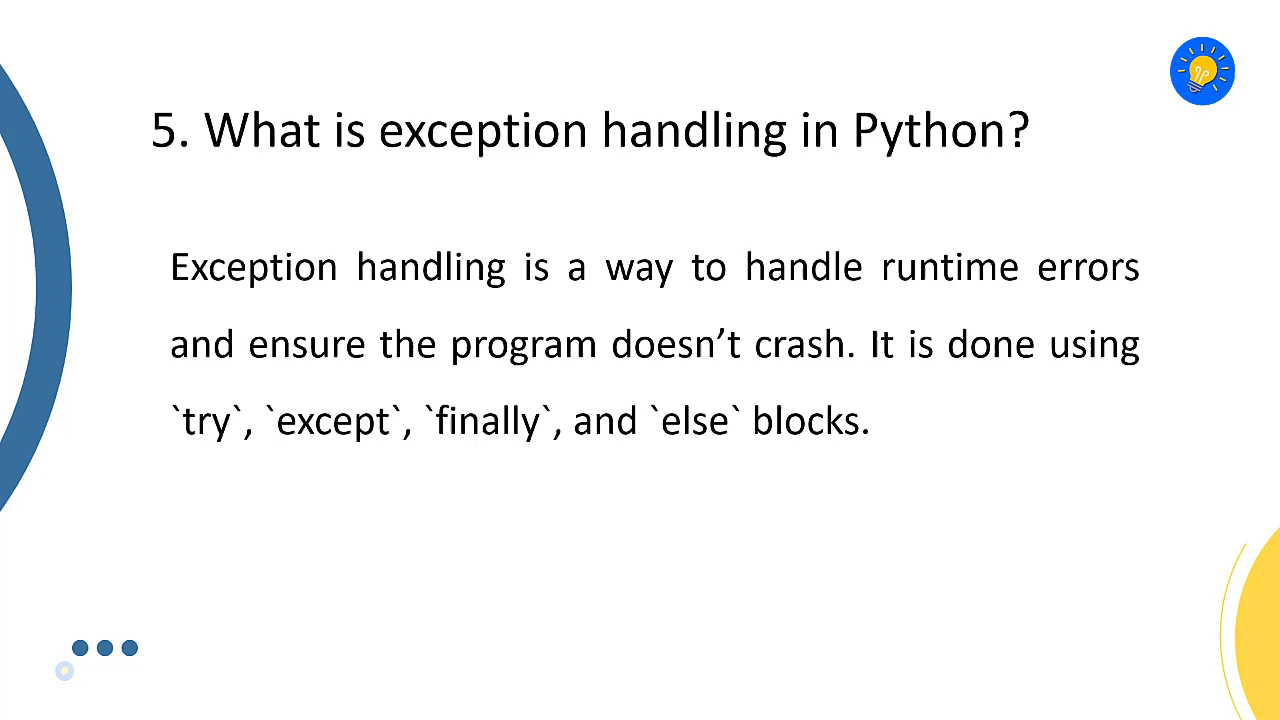 5. What is exception handling in Python?
Exception handling is a way to handle runtime errors
and ensure the program doesn’t crash. It is done using
`try`, `except`, `finally`, and `else` blocks.